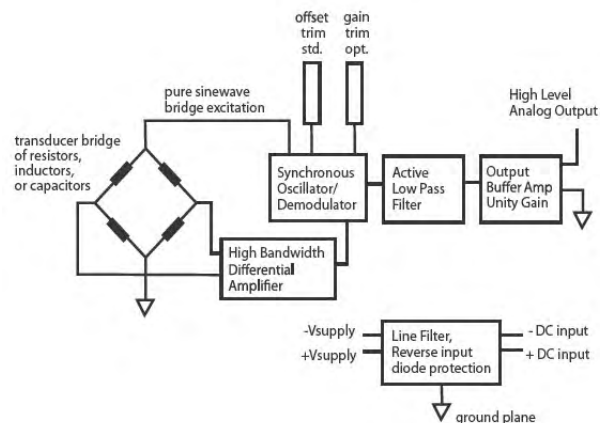 offset
trim
std.
gain
trim
opt.
pure sinewave
bridge excitation
transducer bridge
of resistors,
inductors,
or capacitors
Synchronous
Oscillator/
Demodulator
Active
Low Pass
Filter
Output
Buffer Amp
Unity Gain
High Level
Analog Output
High Bandwidth
Differential
Amplifier
-Vsupply
+Vsupply
Line Filter,
Reverse input
diode protection
- DC input
+ DC input
ground plane